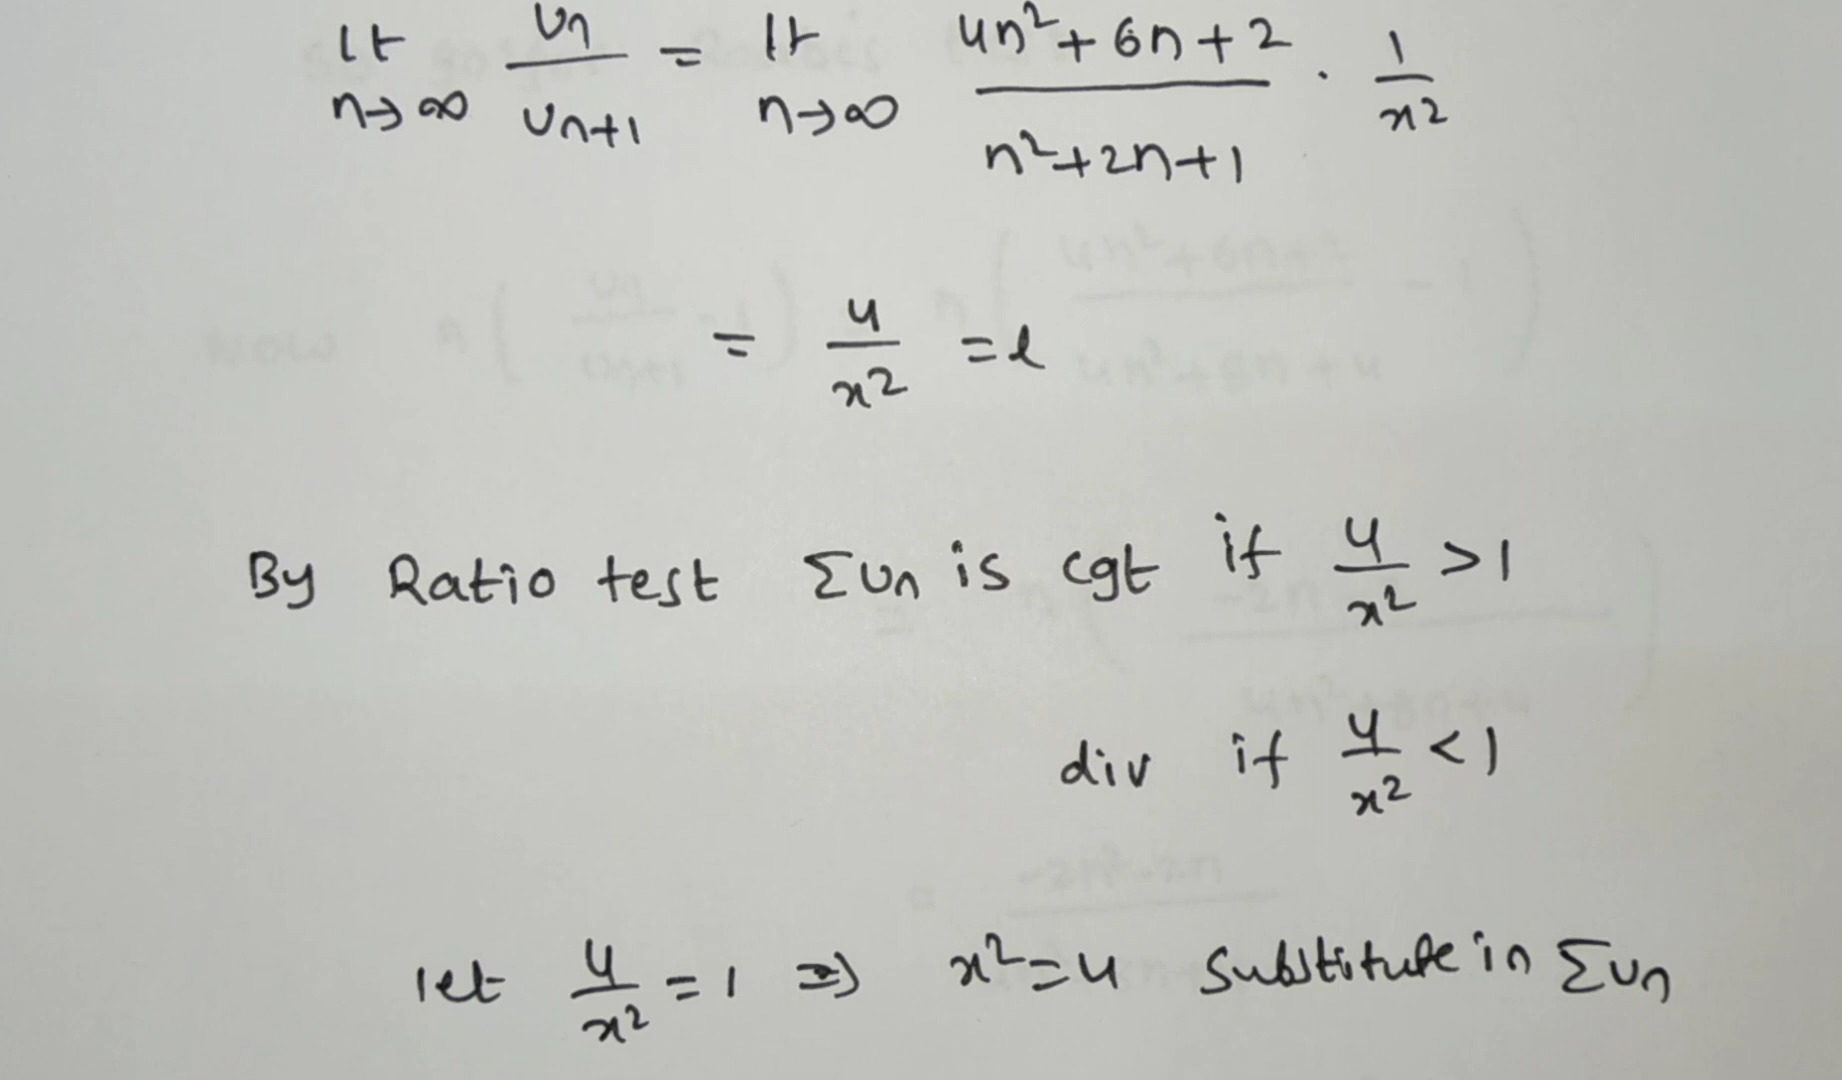 lt n→∞ un/un+1 = lt n→∞ 4n²+6n+2/n²+2n+1 · 1/x²
= 4/x² = l
By Ratio test Σun is cgt if 4/x² >1
div if 4/x² <1
let 4/x² = 1 ⇒ x²=4 substitute in Σun